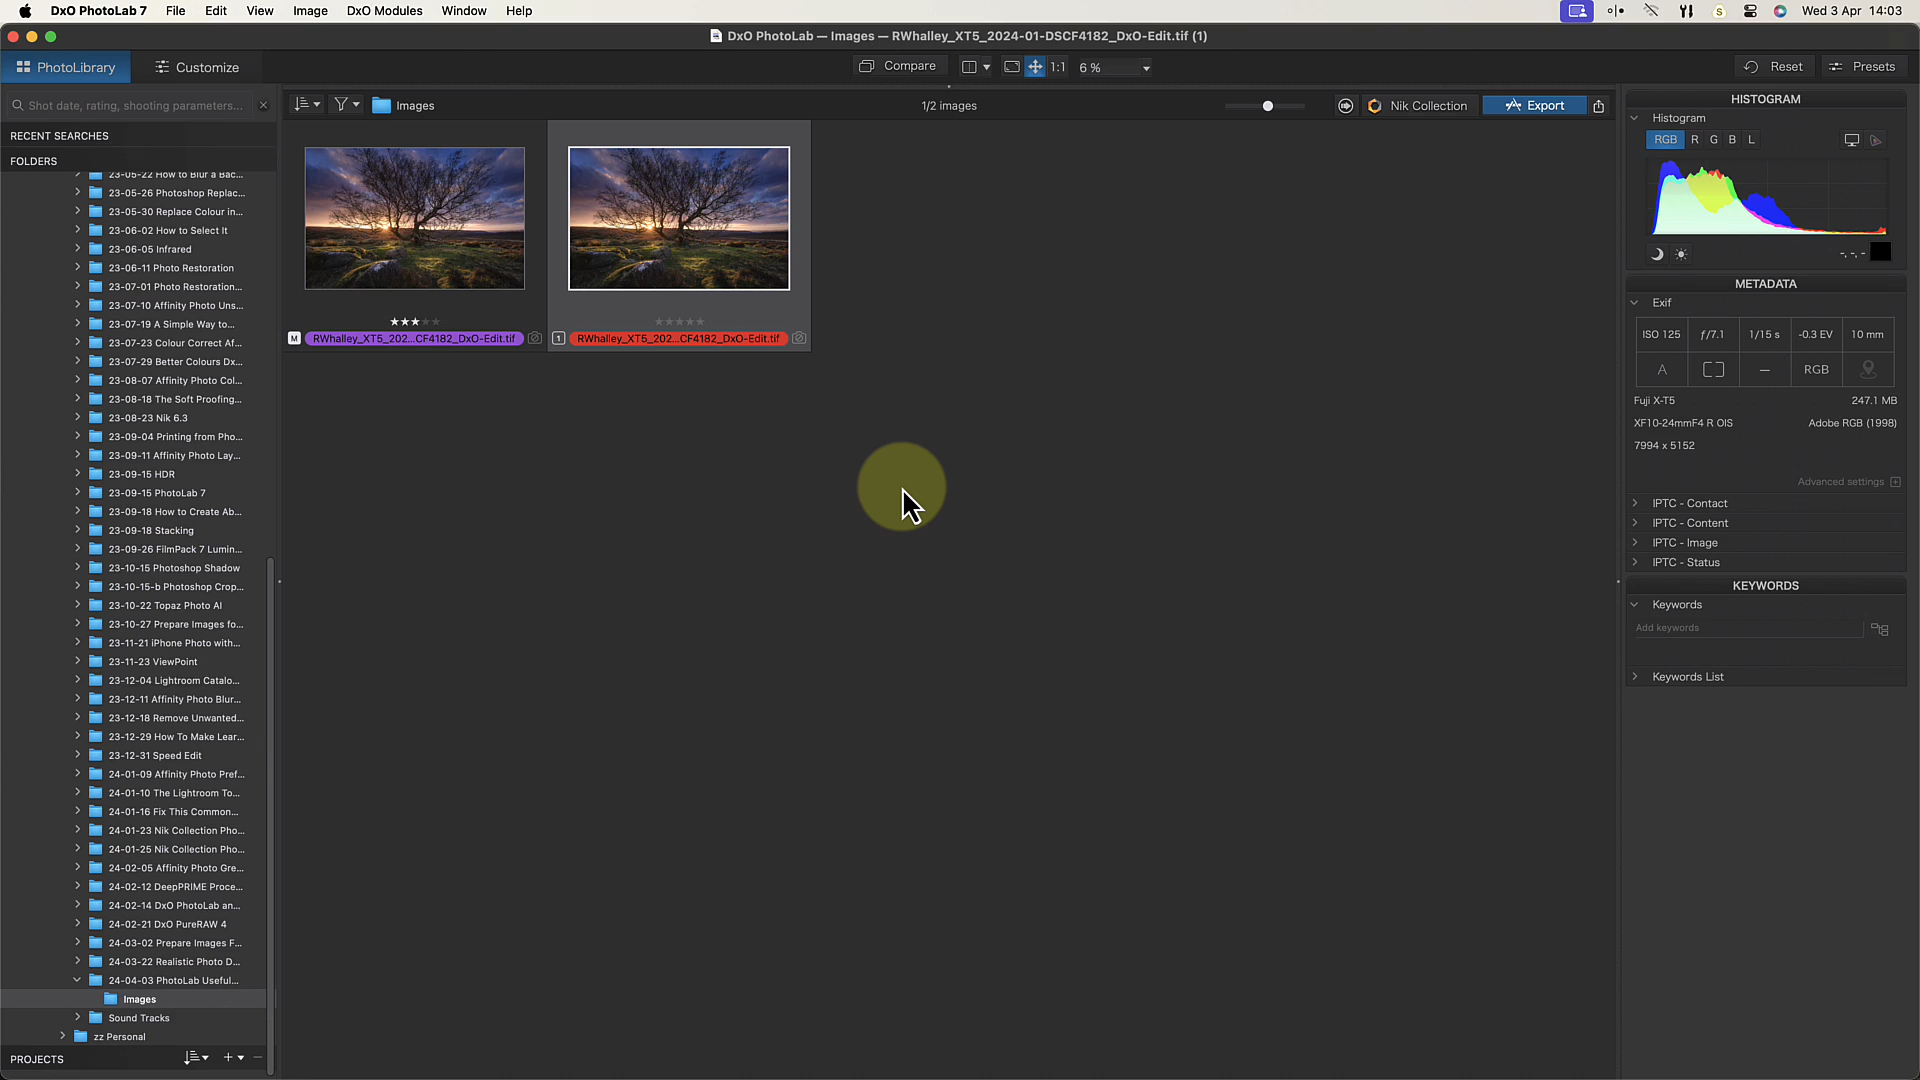 DxO PhotoLab 7 File Edit View Image DxO Modules Window Help Wed 3 Apr 14:03
DxO PhotoLab — Images — RWhalley_XT5_2024-01-DSCF4182_DxO-Edit.tif (1)
PhotoLibrary Customize Compare 1:1 6 % Reset Presets
Shot date, rating, shooting parameters...
Images 1/2 images Nik Collection Export
RECENT SEARCHES
FOLDERS
23-05-22 How to Blur a Bac...
23-05-26 Photoshop Replac...
23-05-30 Replace Colour in...
23-06-02 How to Select It
23-06-05 Infrared
23-06-11 Photo Restoration
23-07-01 Photo Restoration...
23-07-10 Affinity Photo Uns...
23-07-19 A Simple Way to...
23-07-23 Colour Correct Af...
23-07-29 Better Colours Dx...
23-08-07 Affinity Photo Col...
23-08-18 The Soft Proofing...
23-08-23 Nik 6.3
23-09-04 Printing from Pho...
23-09-11 Affinity Photo Lay...
23-09-15 HDR
23-09-15 PhotoLab 7
23-09-18 How to Create Ab...
23-09-18 Stacking
23-09-26 FilmPack 7 Lumin...
23-10-15 Photoshop Shadow
23-10-15-b Photoshop Crop...
23-10-22 Topaz Photo AI
23-10-27 Prepare Images fo...
23-11-21 iPhone Photo with...
23-11-23 ViewPoint
23-12-04 Lightroom Catalo...
23-12-11 Affinity Photo Blur...
23-12-18 Remove Unwanted...
23-12-29 How To Make Lear...
23-12-31 Speed Edit
24-01-09 Affinity Photo Pref...
24-01-10 The Lightroom To...
24-01-16 Fix This Common...
24-01-23 Nik Collection Pho...
24-01-25 Nik Collection Pho...
24-02-05 Affinity Photo Gre...
24-02-12 DeepPRIME Proce...
24-02-14 DxO PhotoLab an...
24-02-21 DxO PureRAW 4
24-03-02 Prepare Images F...
24-03-22 Realistic Photo D...
24-04-03 PhotoLab Useful...
Images
Sound Tracks
zz Personal
PROJECTS
M RWhalley_XT5_202...CF4182_DxO-Edit.tif
1 RWhalley_XT5_202...CF4182_DxO-Edit.tif
HISTOGRAM
Histogram
RGB R G B L
-, -, -
METADATA
Exif
ISO 125 ƒ/7.1 1/15 s -0.3 EV 10 mm
A — RGB
Fuji X-T5 247.1 MB
XF10-24mmF4 R OIS Adobe RGB (1998)
7994 x 5152
Advanced settings
IPTC - Contact
IPTC - Content
IPTC - Image
IPTC - Status
KEYWORDS
Keywords
Add keywords
Keywords List